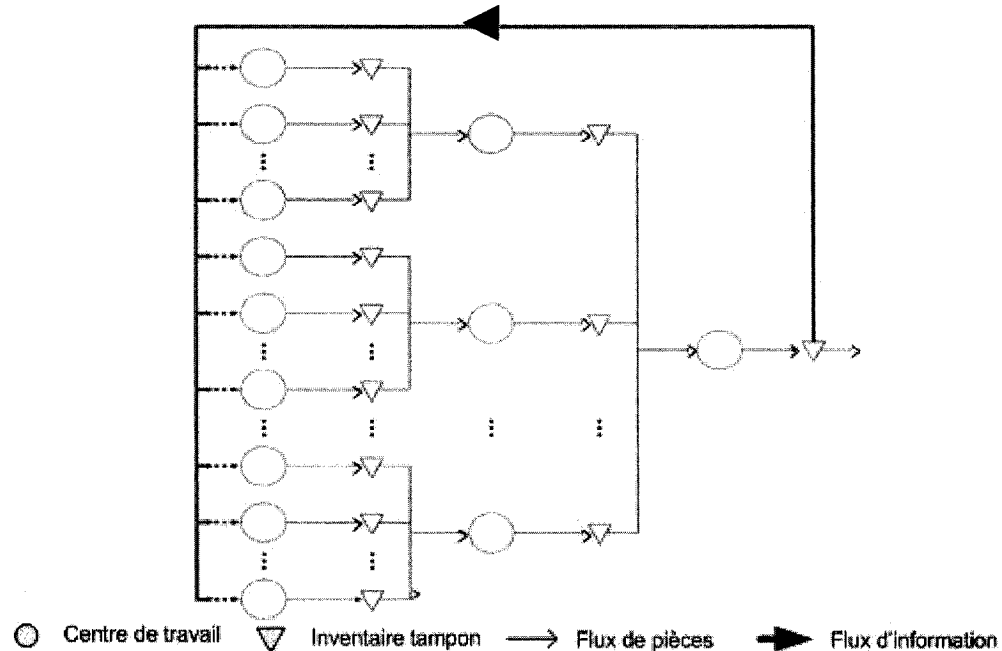 Centre de travail
Inventaire tampon
Flux de pièces
Flux d'information